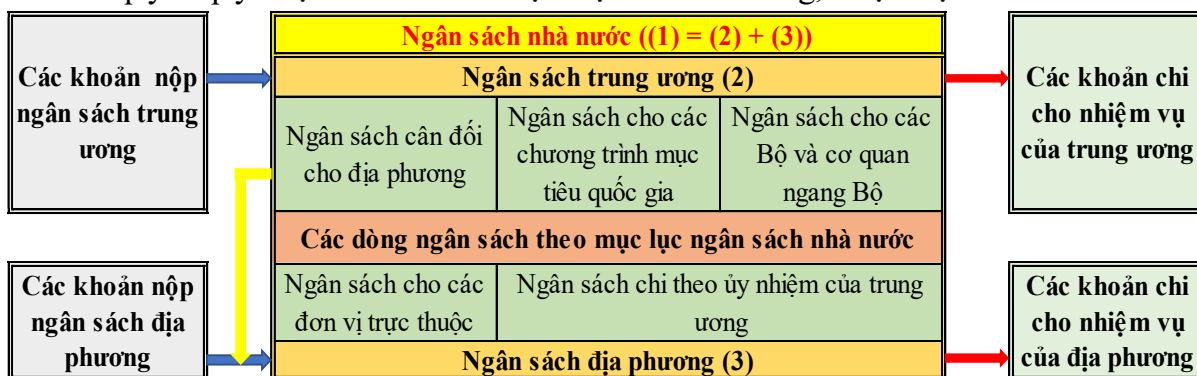 Ngân sách nhà nước ((1) = (2) + (3))
Các khoản nộp
ngân sách trung
ương
Ngân sách trung ương (2)
Các khoản chi
cho nhiệm vụ
của trung ương
Ngân sách cân đối
cho địa phương
Ngân sách cho các
chương trình mục
tiêu quốc gia
Ngân sách cho các
Bộ và cơ quan
ngang Bộ
Các dòng ngân sách theo mục lục ngân sách nhà nước
Các khoản nộp
ngân sách địa
phương
Ngân sách cho các
đơn vị trực thuộc
Ngân sách chi theo ủy nhiệm của trung
ương
Các khoản chi
cho nhiệm vụ
của địa phương
Ngân sách địa phương (3)